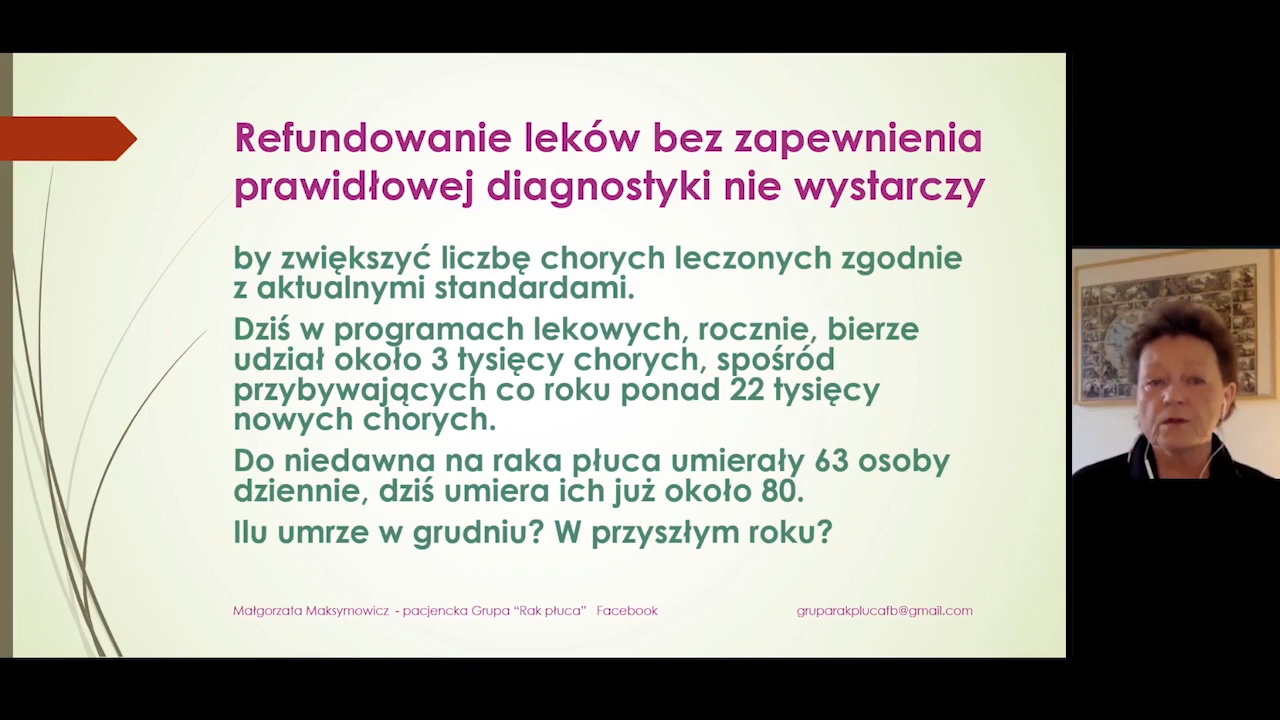 Refundowanie leków bez zapewnienia
prawidłowej diagnostyki nie wystarczy
by zwiększyć liczbę chorych leczonych zgodnie
z aktualnymi standardami.
Dziś w programach lekowych, rocznie, bierze
udział około 3 tysięcy chorych, spośród
przybywających co roku ponad 22 tysięcy
nowych chorych.
Do niedawna na raka płuca umierały 63 osoby
dziennie, dziś umiera ich już około 80.
Ilu umrze w grudniu? W przyszłym roku?
Małgorzata Maksymowicz - pacjencka Grupa “Rak płuca” Facebook gruparakplucafb@gmail.com